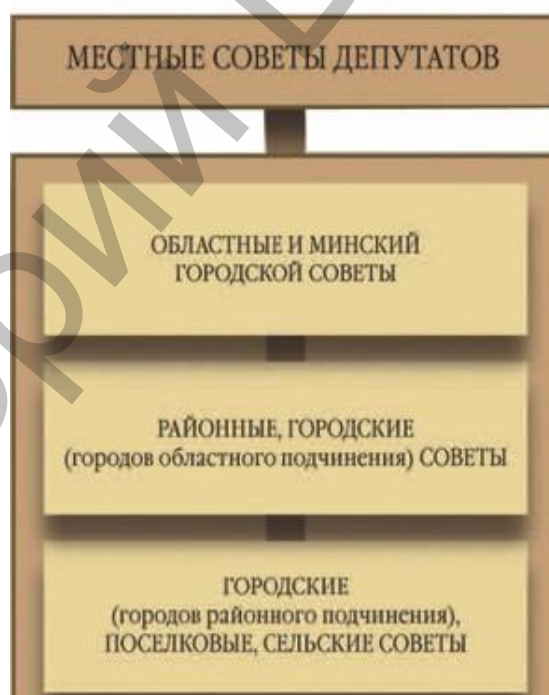 МЕСТНЫЕ СОВЕТЫ ДЕПУТАТОВ
ОБЛАСТНЫЕ И МИНСКИЙ
ГОРОДСКОЙ СОВЕТЫ
РАЙОННЫЕ, ГОРОДСКИЕ
(городов областного подчинения) СОВЕТЫ
ГОРОДСКИЕ
(городов районного подчинения),
ПОСЕЛКОВЫЕ, СЕЛЬСКИЕ СОВЕТЫ